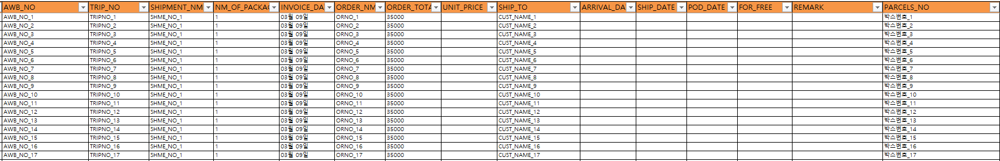 AWB_NO TRIP_NO SHIPMENT_NM NM_OF_PACKAG INVOICE_DA ORDER_NM ORDER_TOTA UNIT_PRICE SHIP_TO ARRIVAL_DA SHIP_DATE POD_DATE FOR_FREE REMARK PARCELS_NO
AWB_NO_1 TRIPNO_1 SHME_NO_1 1 03월 09일 ORNO_1 35000 CUST_NAME_1 박스번호_1
AWB_NO_2 TRIPNO_2 SHME_NO_1 1 03월 09일 ORNO_2 35000 CUST_NAME_2 박스번호_2
AWB_NO_3 TRIPNO_3 SHME_NO_1 1 03월 09일 ORNO_3 35000 CUST_NAME_3 박스번호_3
AWB_NO_4 TRIPNO_4 SHME_NO_1 1 03월 09일 ORNO_4 35000 CUST_NAME_4 박스번호_4
AWB_NO_5 TRIPNO_5 SHME_NO_1 1 03월 09일 ORNO_5 35000 CUST_NAME_5 박스번호_5
AWB_NO_6 TRIPNO_6 SHME_NO_1 1 03월 09일 ORNO_6 35000 CUST_NAME_6 박스번호_6
AWB_NO_7 TRIPNO_7 SHME_NO_1 1 03월 09일 ORNO_7 35000 CUST_NAME_7 박스번호_7
AWB_NO_8 TRIPNO_8 SHME_NO_1 1 03월 09일 ORNO_8 35000 CUST_NAME_8 박스번호_8
AWB_NO_9 TRIPNO_9 SHME_NO_1 1 03월 09일 ORNO_9 35000 CUST_NAME_9 박스번호_9
AWB_NO_10 TRIPNO_10 SHME_NO_1 1 03월 09일 ORNO_10 35000 CUST_NAME_10 박스번호_10
AWB_NO_11 TRIPNO_11 SHME_NO_1 1 03월 09일 ORNO_11 35000 CUST_NAME_11 박스번호_11
AWB_NO_12 TRIPNO_12 SHME_NO_1 1 03월 09일 ORNO_12 35000 CUST_NAME_12 박스번호_12
AWB_NO_13 TRIPNO_13 SHME_NO_1 1 03월 09일 ORNO_13 35000 CUST_NAME_13 박스번호_13
AWB_NO_14 TRIPNO_14 SHME_NO_1 1 03월 09일 ORNO_14 35000 CUST_NAME_14 박스번호_14
AWB_NO_15 TRIPNO_15 SHME_NO_1 1 03월 09일 ORNO_15 35000 CUST_NAME_15 박스번호_15
AWB_NO_16 TRIPNO_16 SHME_NO_1 1 03월 09일 ORNO_16 35000 CUST_NAME_16 박스번호_16
AWB_NO_17 TRIPNO_17 SHME_NO_1 1 03월 09일 ORNO_17 35000 CUST_NAME_17 박스번호_17